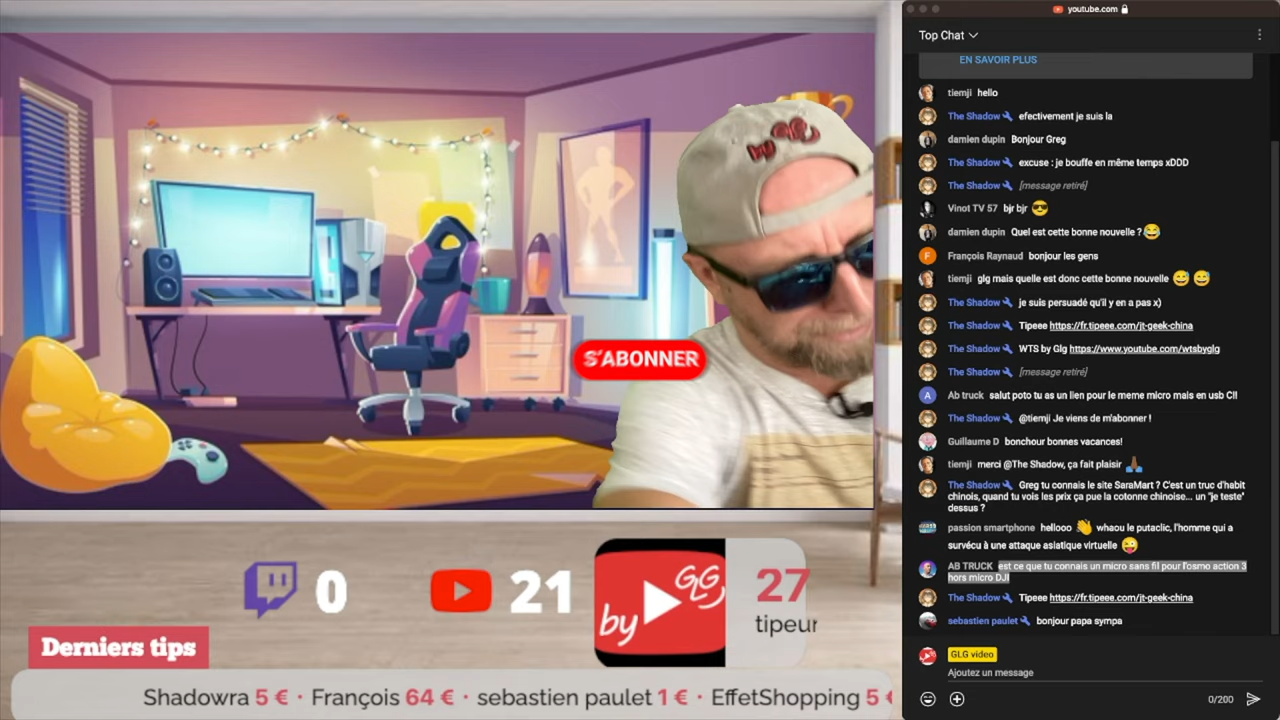 youtube.com
Top Chat
EN SAVOIR PLUS
tiemji hello
The Shadow efectivement je suis la
damien dupin Bonjour Greg
The Shadow excuse : je bouffe en même temps xDDD
The Shadow [message retiré]
Vinot TV 57 bjr bjr
damien dupin Quel est cette bonne nouvelle ?
F François Raynaud bonjour les gens
tiemji glg mais quelle est donc cette bonne nouvelle
The Shadow je suis persuadé qu'il y en a pas x)
The Shadow Tipeee https://fr.tipeee.com/jt-geek-china
The Shadow WTS by Glg https://www.youtube.com/wtsbyglg
The Shadow [message retiré]
A Ab truck salut poto tu as un lien pour le meme micro mais en usb C!!
The Shadow @tiemji Je viens de m'abonner !
Guillaume D bonchour bonnes vacances!
tiemji merci @The Shadow, ça fait plaisir
The Shadow Greg tu connais le site SaraMart ? C'est un truc d'habit
chinois, quand tu vois les prix ça pue la cotonne chinoise... un "je teste"
dessus ?
passion smartphone hellooo whaou le putaclic, l'homme qui a
survécu à une attaque asiatique virtuelle
AB TRUCK est ce que tu connais un micro sans fil pour l'osmo action 3
hors micro DJI
The Shadow Tipeee https://fr.tipeee.com/jt-geek-china
sebastien paulet bonjour papa sympa
GLG video
Ajoutez un message
0/200
by GLG
S'ABONNER
0
21
by GLG
27
tipeur
Derniers tips
Shadowra 5 € · François 64 € · sebastien paulet 1 € · EffetShopping 5 €